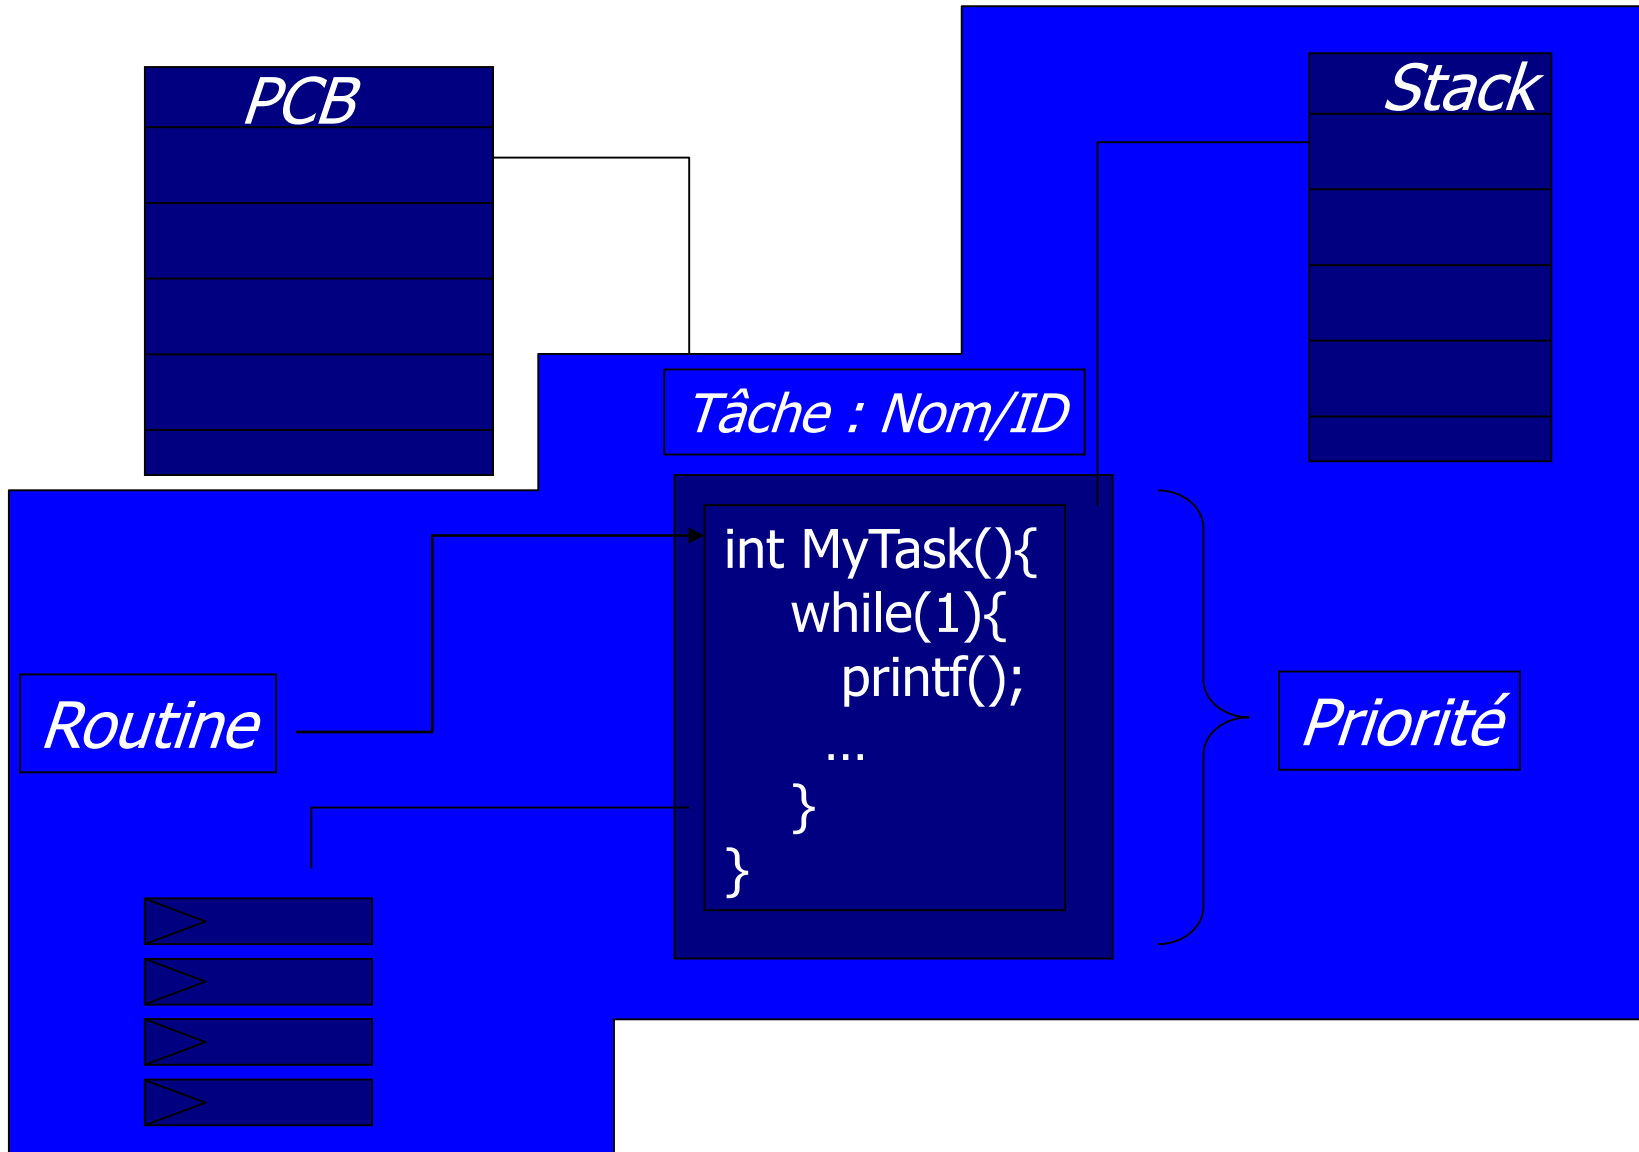 PCB
Stack
Tâche : Nom/ID
int MyTask(){
while(1){
printf();
...
}
}
Routine
Priorité